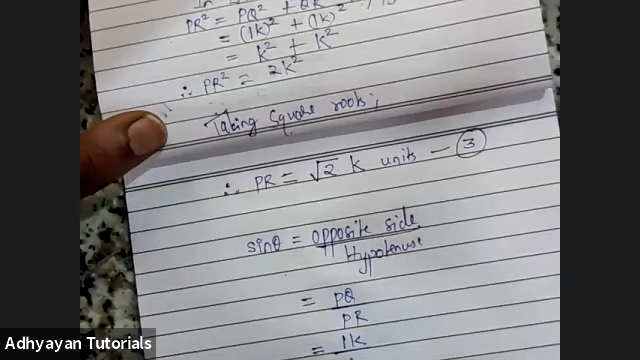 PR² = PQ² + QR²
= (1k)² + (1k)²
= k² + k²
∴ PR² = 2k²
Taking square roots;
∴ PR = √2 k units — ③
sinθ = opposite side
Hypotenuse
= PQ
PR
= 1k
Adhyayan Tutorials